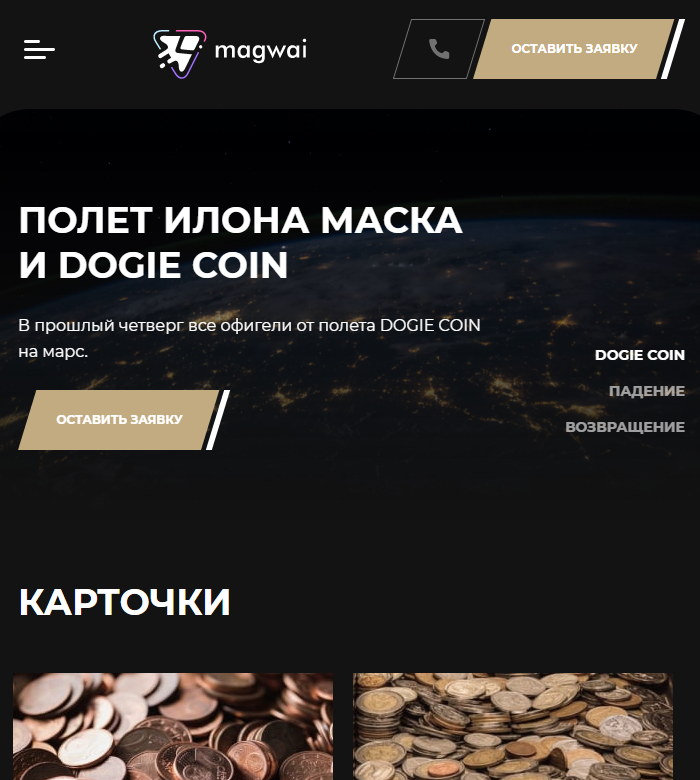 magwai
ОСТАВИТЬ ЗАЯВКУ
ПОЛЕТ ИЛОНА МАСКА
И DOGIE COIN
В прошлый четверг все офигели от полета DOGIE COIN
на марс.
DOGIE COIN
ПАДЕНИЕ
ВОЗВРАЩЕНИЕ
ОСТАВИТЬ ЗАЯВКУ
КАРТОЧКИ